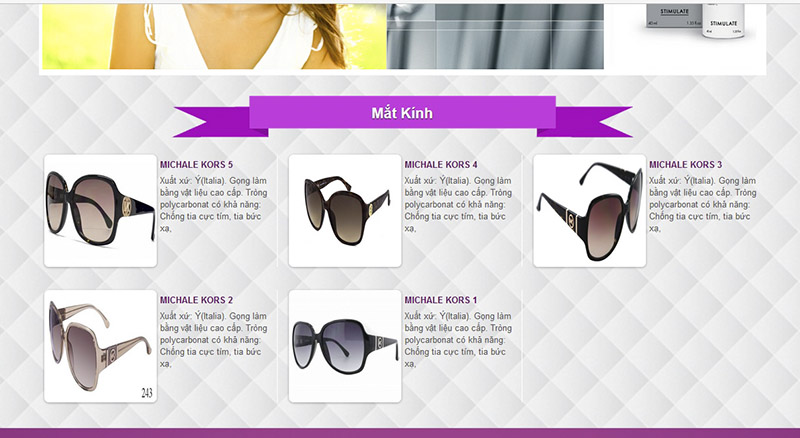 STIMULATE
STIMULATE
Mắt Kính
MICHALE KORS 5
Xuất xứ: Ý(Italia). Gọng làm
bằng vật liệu cao cấp. Tròng
polycarbonat có khả năng:
Chống tia cực tím, tia bức
xạ,
MICHALE KORS 4
Xuất xứ: Ý(Italia). Gọng làm
bằng vật liệu cao cấp. Tròng
polycarbonat có khả năng:
Chống tia cực tím, tia bức
xạ,
MICHALE KORS 3
Xuất xứ: Ý(Italia). Gọng làm
bằng vật liệu cao cấp. Tròng
polycarbonat có khả năng:
Chống tia cực tím, tia bức
xạ,
MICHALE KORS 2
Xuất xứ: Ý(Italia). Gọng làm
bằng vật liệu cao cấp. Tròng
polycarbonat có khả năng:
Chống tia cực tím, tia bức
xạ,
243
MICHALE KORS 1
Xuất xứ: Ý(Italia). Gọng làm
bằng vật liệu cao cấp. Tròng
polycarbonat có khả năng:
Chống tia cực tím, tia bức
xạ,